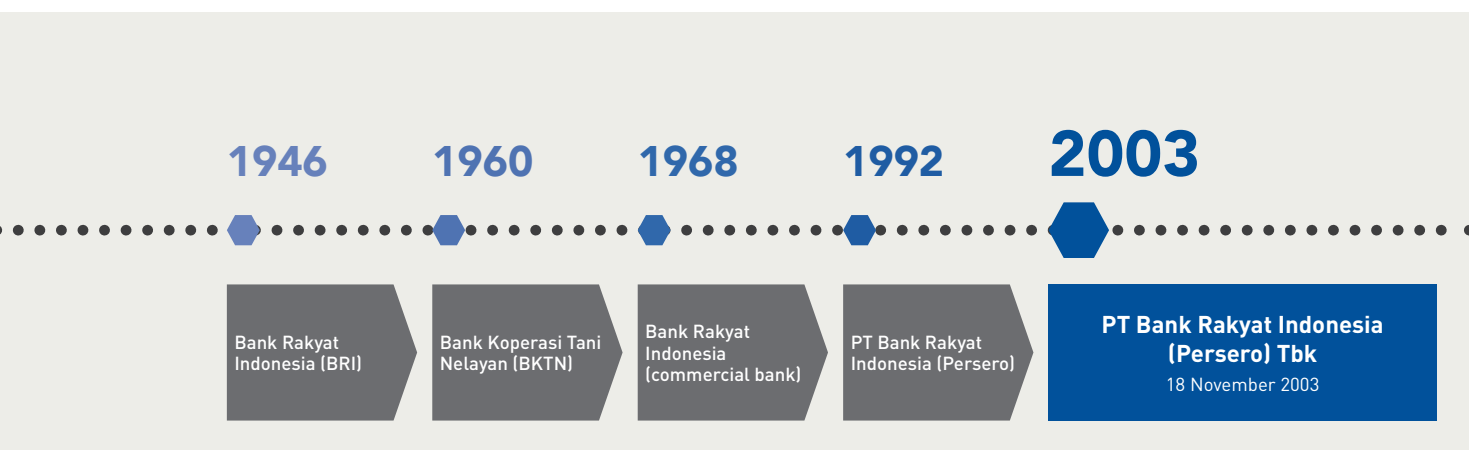 1946
1960
1968
1992
2003
Bank Rakyat
Indonesia (BRI)
Bank Koperasi Tani
Nelayan (BKTN)
Bank Rakyat
Indonesia
(commercial bank)
PT Bank Rakyat
Indonesia (Persero)
PT Bank Rakyat Indonesia
(Persero) Tbk
18 November 2003